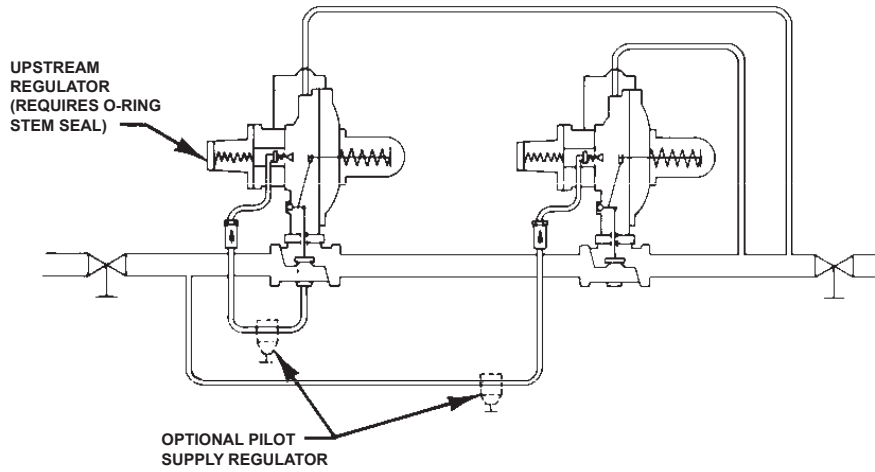 UPSTREAM
REGULATOR
(REQUIRES O-RING
STEM SEAL)
OPTIONAL PILOT
SUPPLY REGULATOR